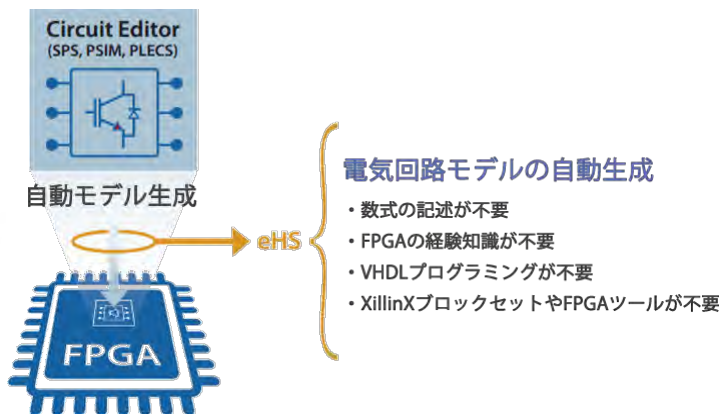 Circuit Editor
(SPS, PSIM, PLECS)
自動モデル生成
eHS
FPGA
電気回路モデルの自動生成
・数式の記述が不要
・FPGAの経験知識が不要
・VHDLプログラミングが不要
・XillinXブロックセットやFPGAツールが不要